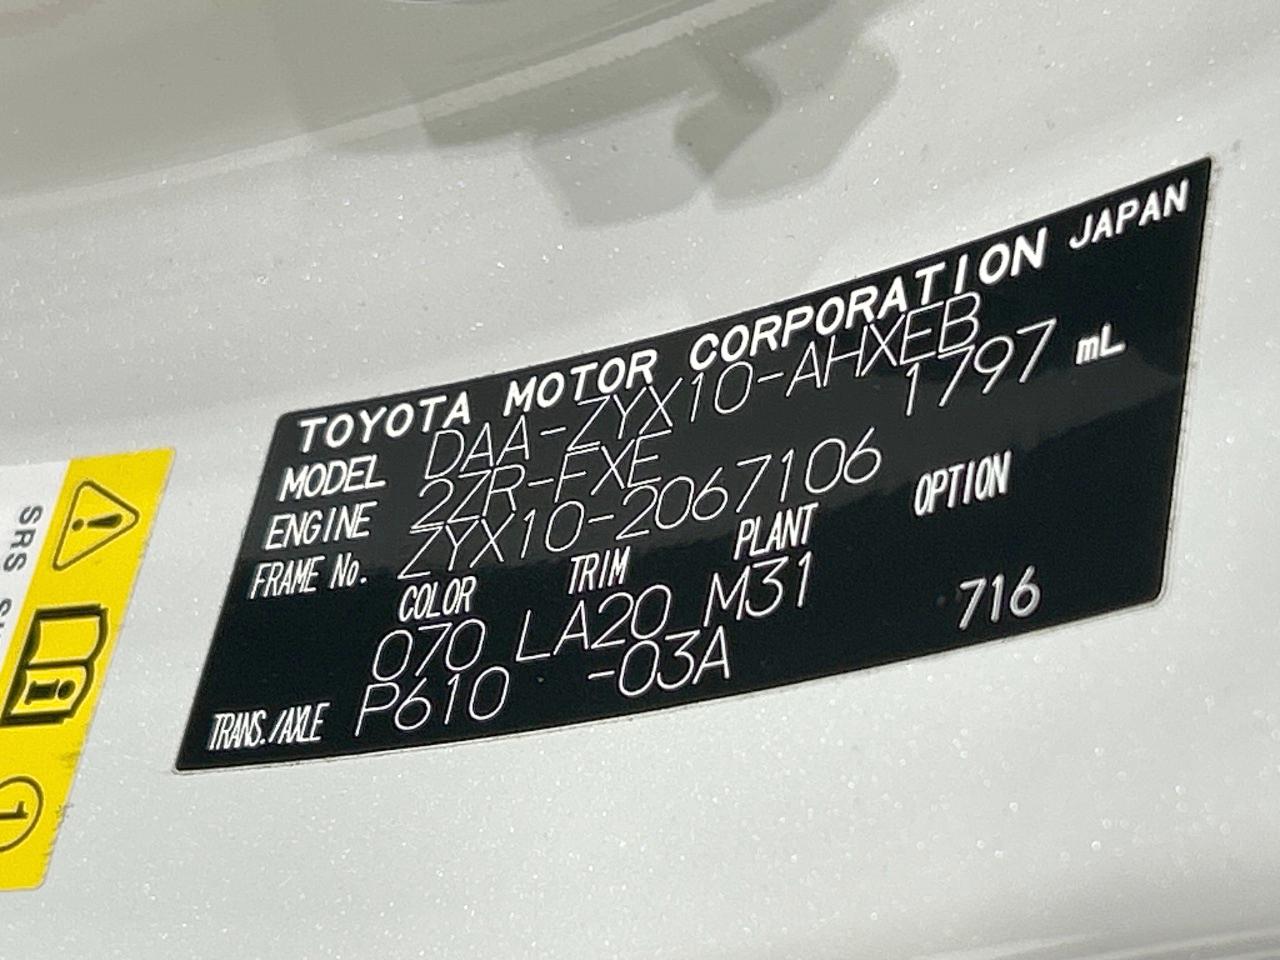 TOYOTA MOTOR CORPORATION JAPAN
MODEL DAA-ZYX10-AHXEB
ENGINE 2ZR-FXE 1797 mL
FRAME No. ZYX10-2067106
COLOR TRIM PLANT OPTION
070 LA20 M31
TRANS./AXLE P610 -03A 716
SRS
1